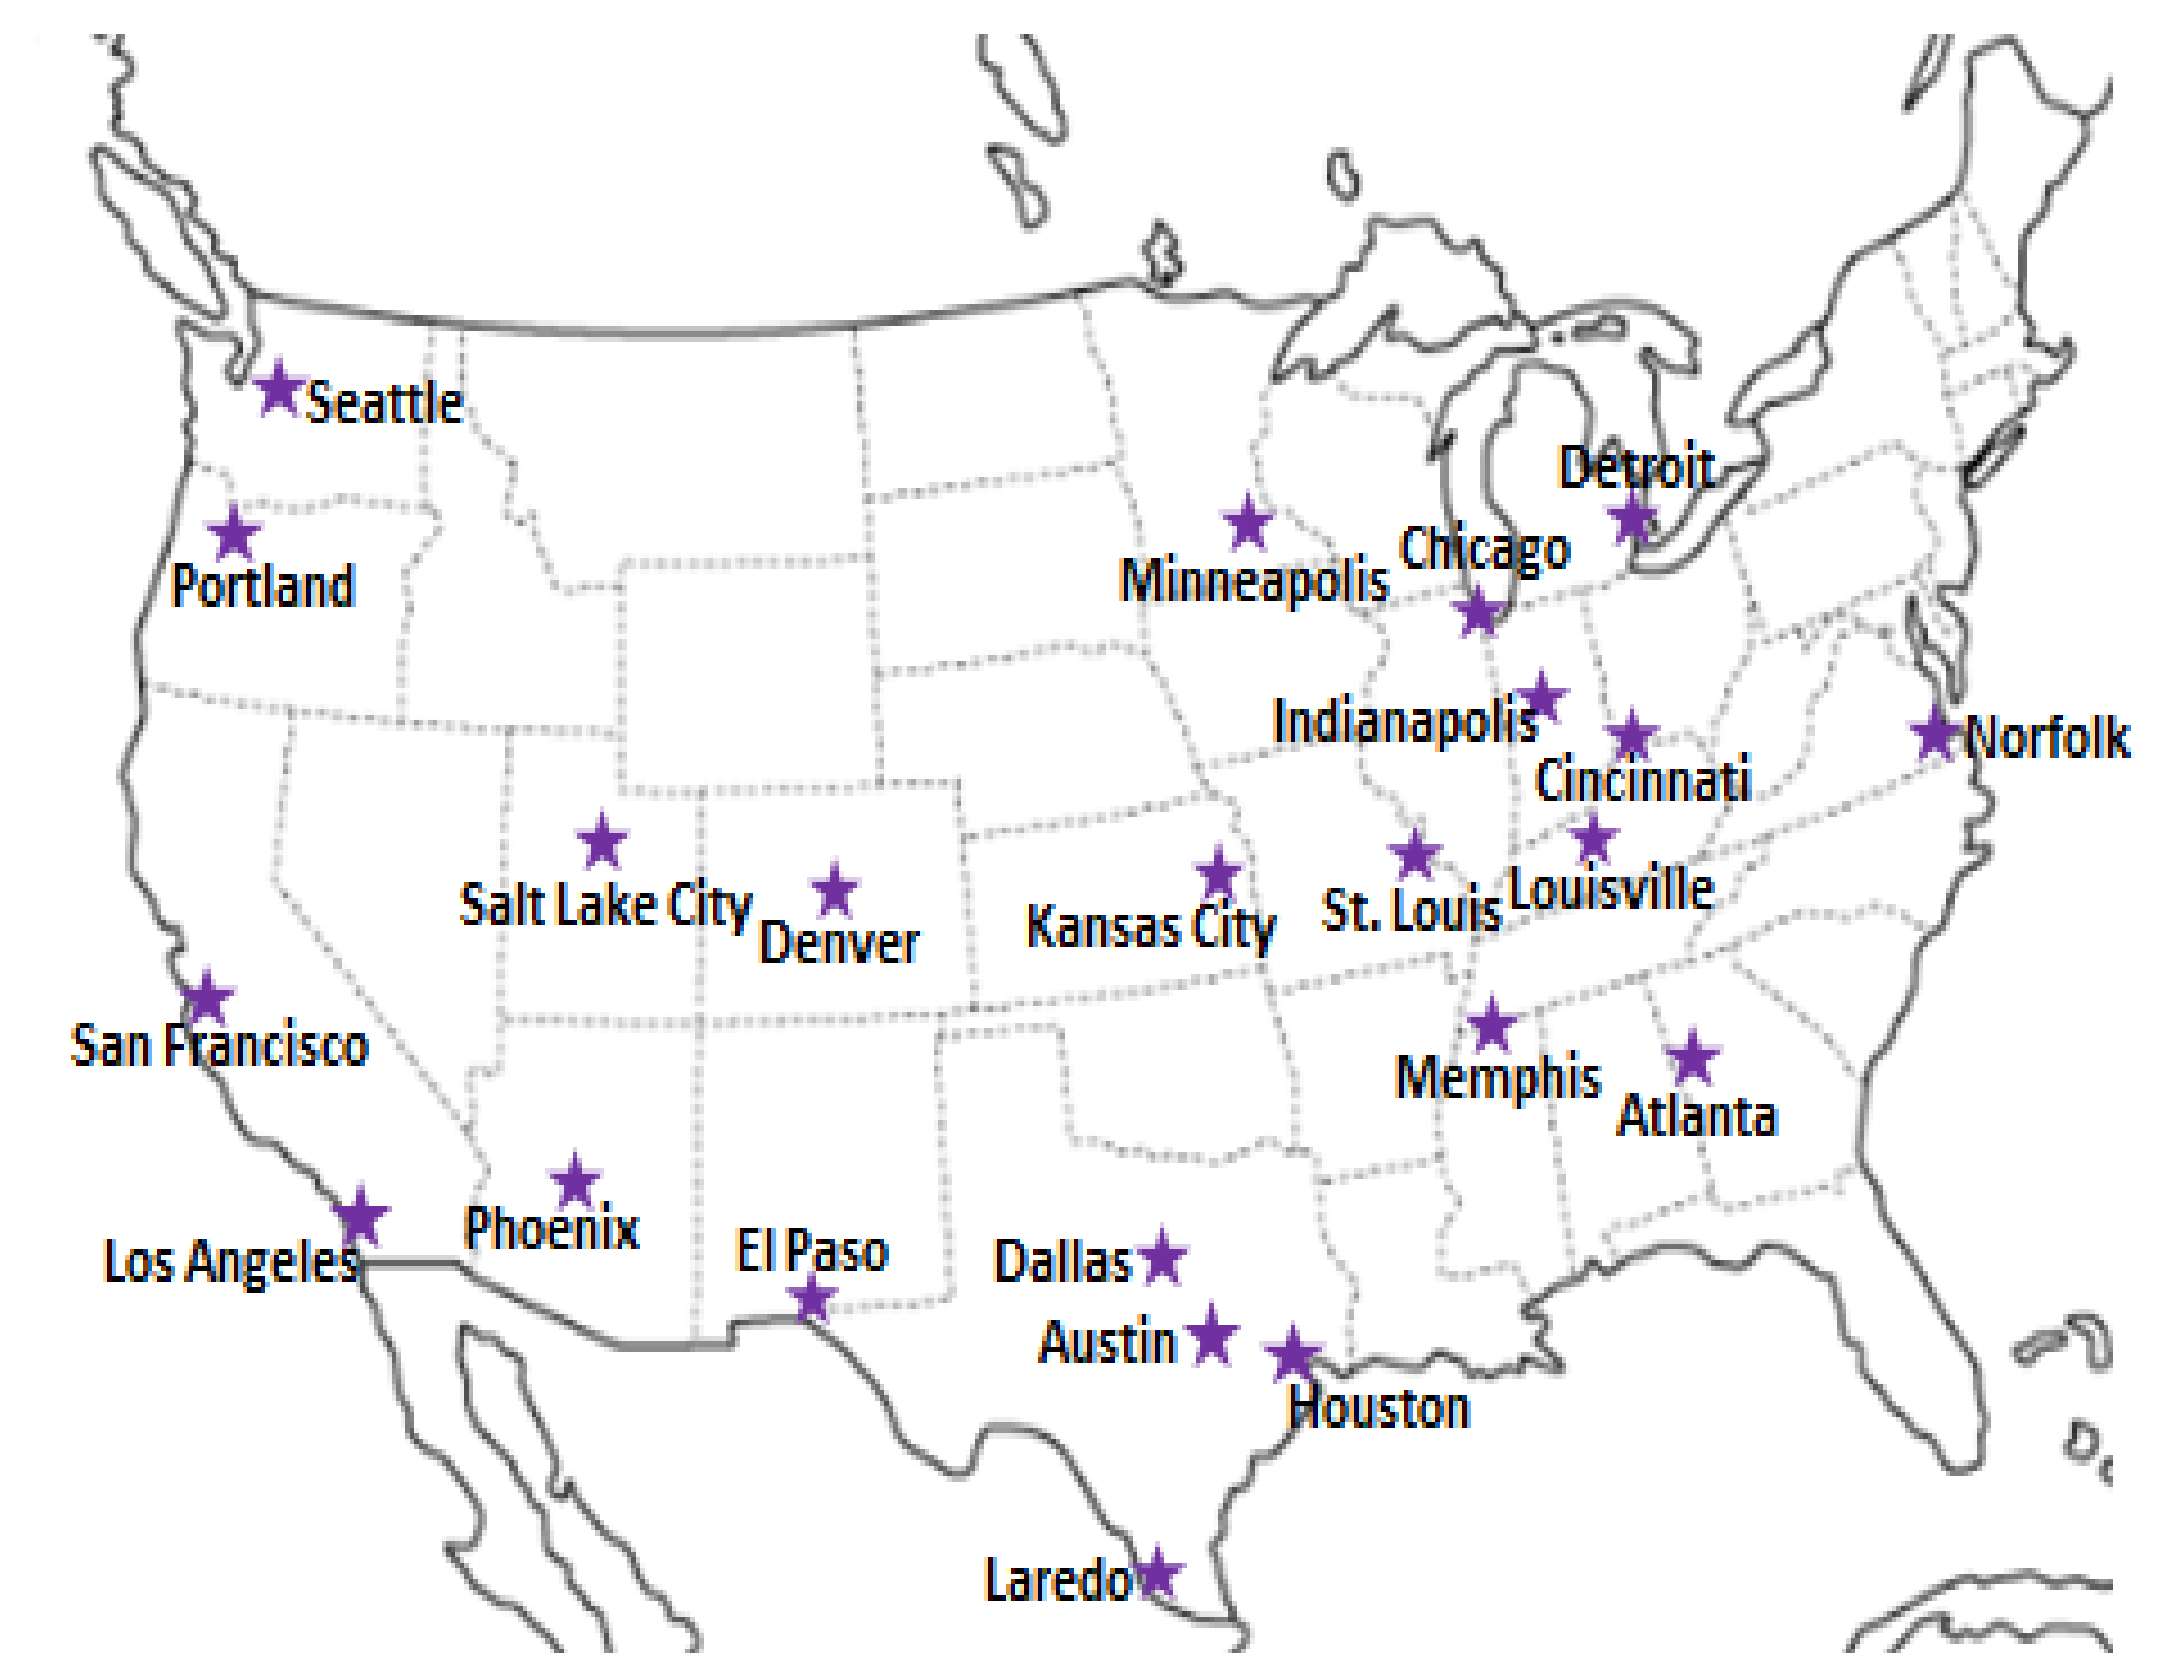 Seattle
Detroit
Chicago
Portland
Minneapolis
Indianapolis
Norfolk
Cincinnati
Salt Lake City
Denver
Kansas City
St. Louis
Louisville
San Francisco
Memphis
Atlanta
Phoenix
El Paso
Los Angeles
Dallas
Austin
Houston
Laredo